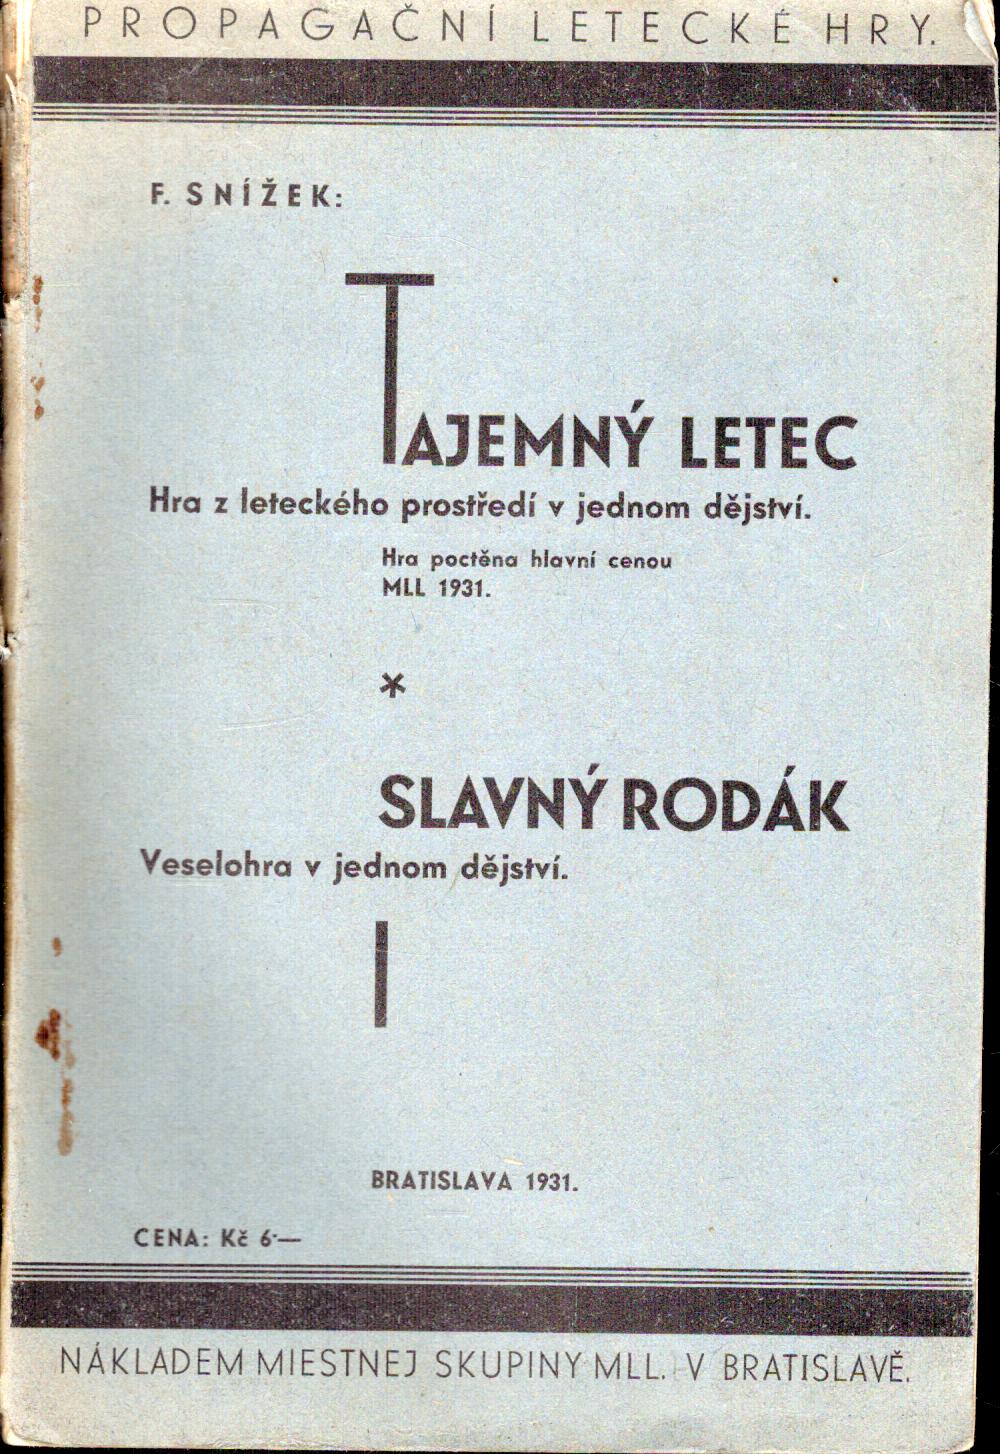 PROPAGAČNÍ LETECKÉ HRY.
F. SNÍŽEK:
TAJEMNÝ LETEC
Hra z leteckého prostředí v jednom dějství.
Hra poctěna hlavní cenou
MLL 1931.
*
SLAVNÝ RODÁK
Veselohra v jednom dějství.
BRATISLAVA 1931.
CENA: Kč 6·—
NÁKLADEM MIESTNEJ SKUPINY MLL. V BRATISLAVĚ.